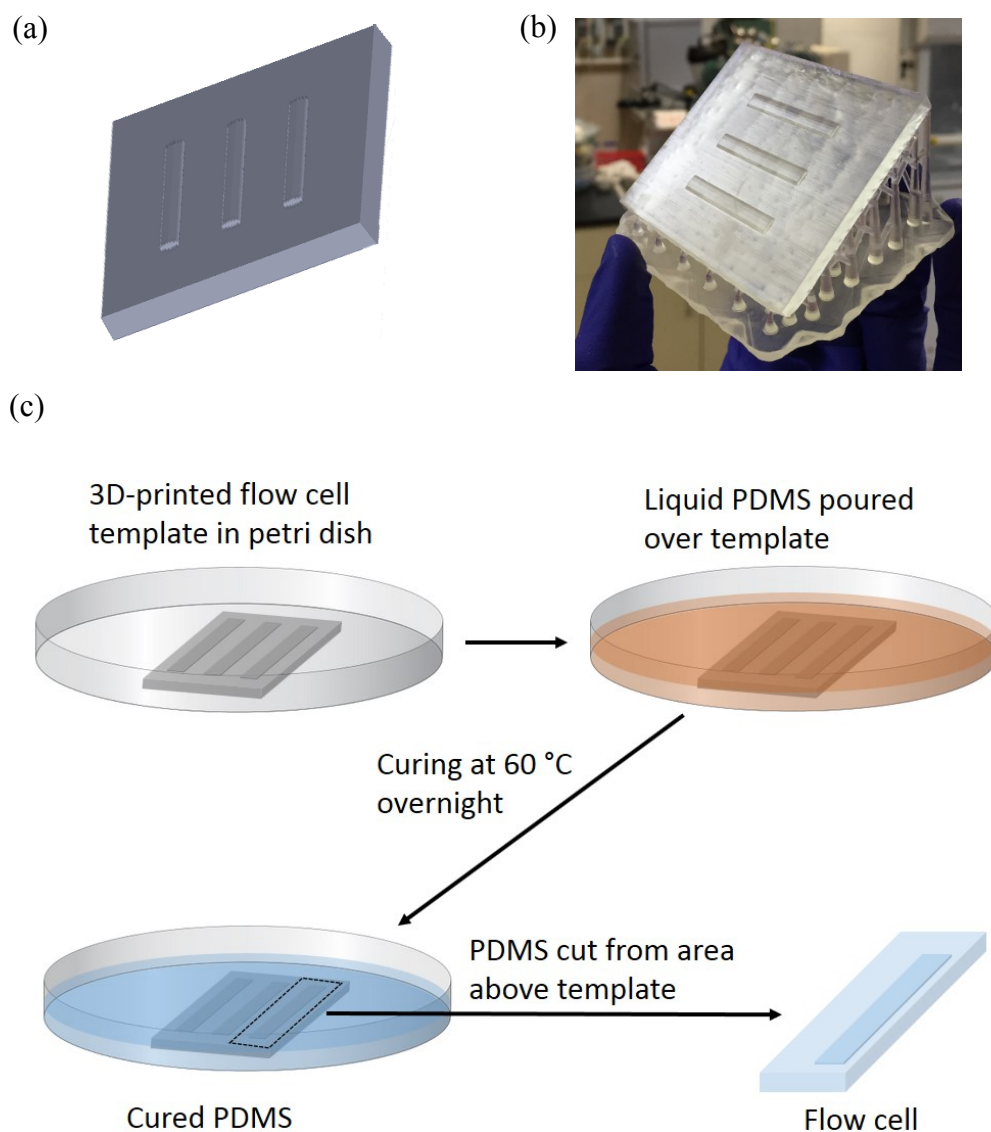 (a)
(b)
(c)
3D-printed flow cell
template in petri dish
Liquid PDMS poured
over template
Curing at 60 °C
overnight
PDMS cut from area
above template
Cured PDMS
Flow cell